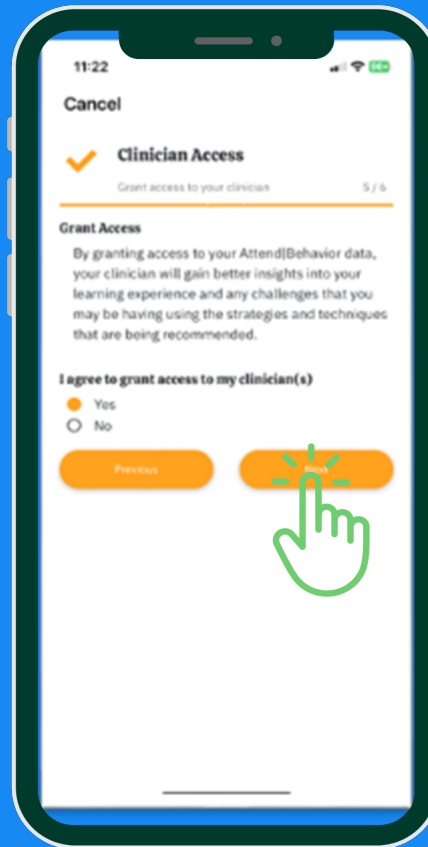 11:22
Cancel
Clinician Access
Grant access to your clinician 5 / 6
Grant Access
By granting access to your Attend|Behavior data,
your clinician will gain better insights into your
learning experience and any challenges that you
may be having using the strategies and techniques
that are being recommended.
I agree to grant access to my clinician(s)
Yes
No
Previous Next